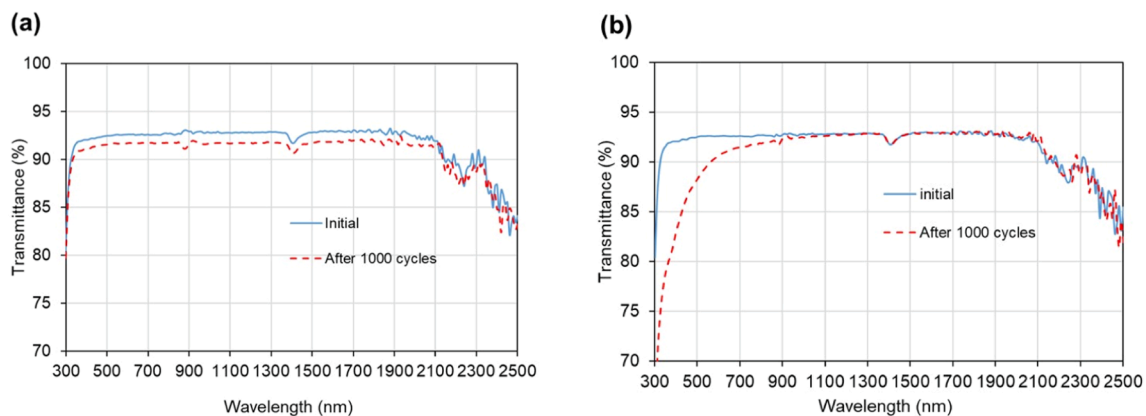 (a)
100
95
90
85
80
75
70
Transmittance (%)
Initial
After 1000 cycles
300 500 700 900 1100 1300 1500 1700 1900 2100 2300 2500
Wavelength (nm)
(b)
100
95
90
85
80
75
70
Transmittance (%)
initial
After 1000 cycles
300 500 700 900 1100 1300 1500 1700 1900 2100 2300 2500
Wavelength (nm)